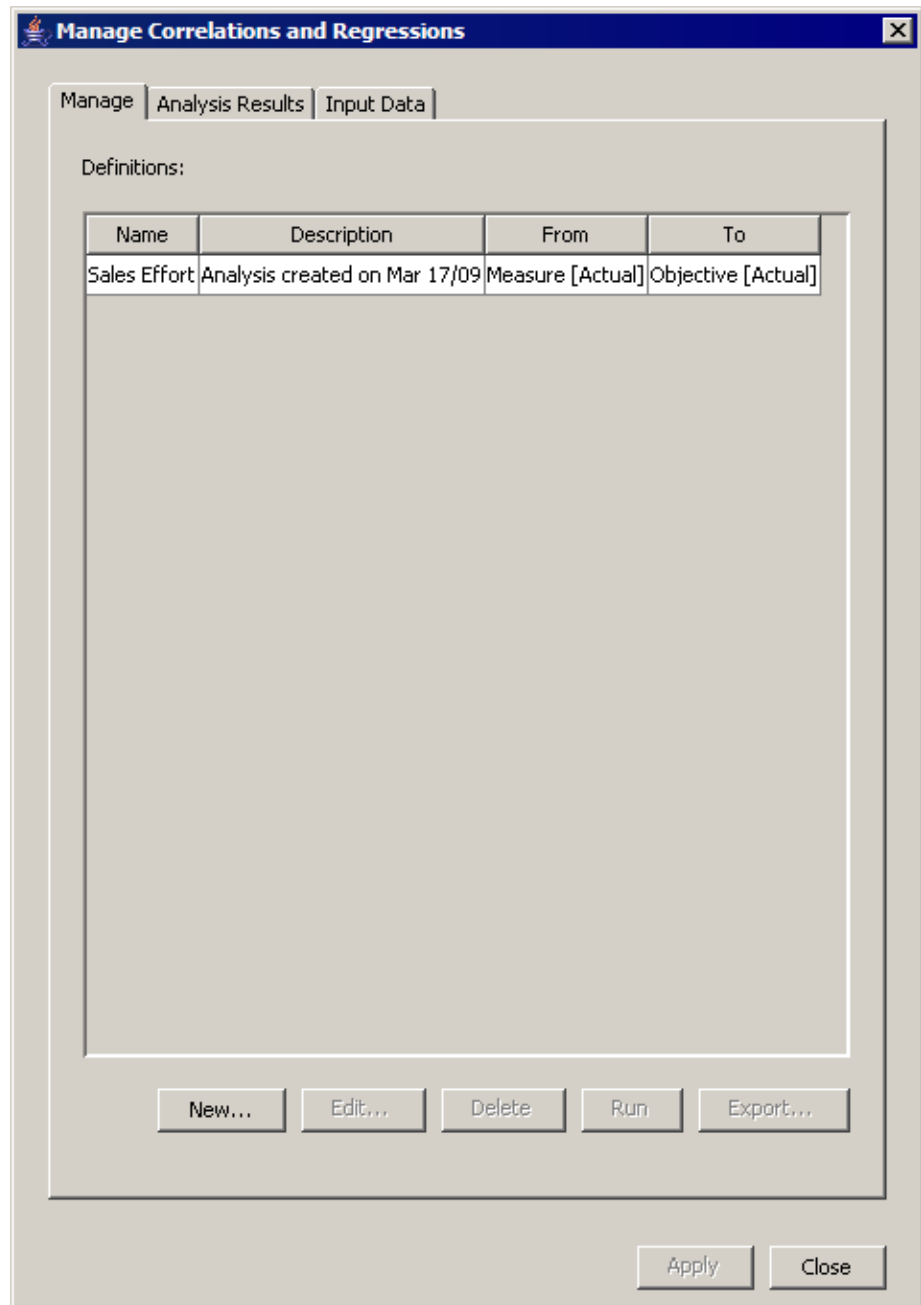 Manage Correlations and Regressions
Manage Analysis Results Input Data
Definitions:
Name Description From To
Sales Effort Analysis created on Mar 17/09 Measure [Actual] Objective [Actual]
New... Edit... Delete Run Export...
Apply Close